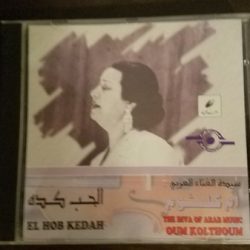 سيدة الغناء العربي
أم كلثوم
THE DIVA OF ARAB MUSIC
OUM KOLTHOUM
الحب كده
EL HOB KEDAH